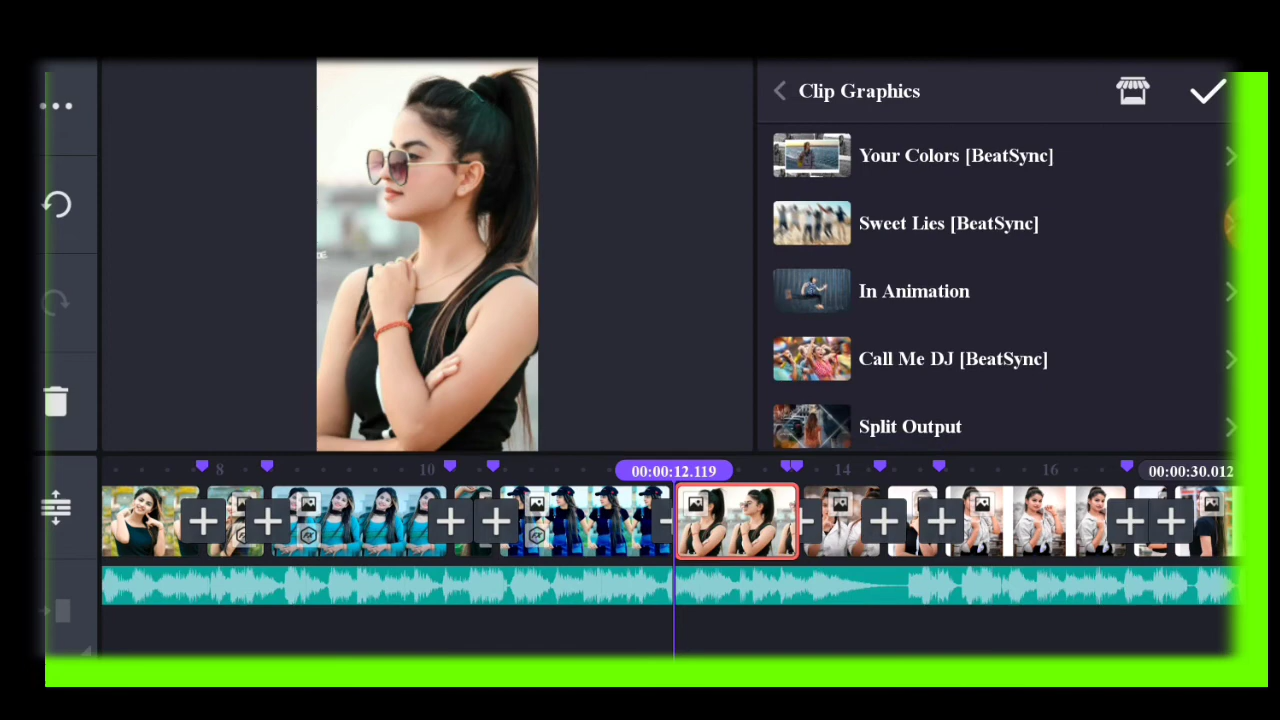 Clip Graphics
Your Colors [BeatSync]
Sweet Lies [BeatSync]
In Animation
Call Me DJ [BeatSync]
Split Output
8
10
00:00:12.119
14
16
00:00:30.012